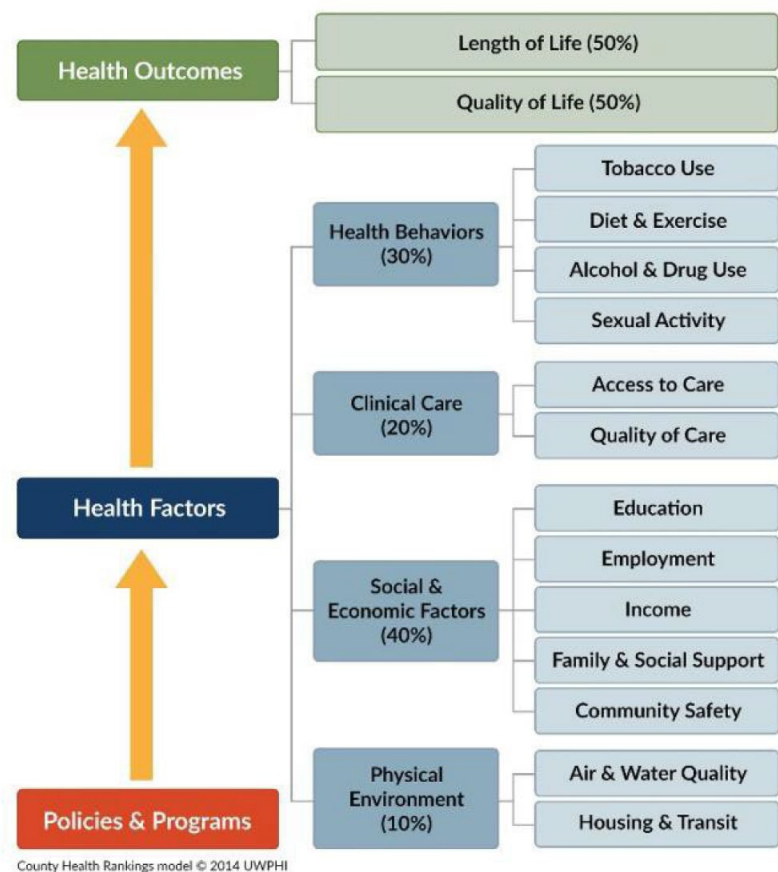 Health Outcomes
Length of Life (50%)
Quality of Life (50%)
Health Factors
Health Behaviors
(30%)
Tobacco Use
Diet & Exercise
Alcohol & Drug Use
Sexual Activity
Clinical Care
(20%)
Access to Care
Quality of Care
Social &
Economic Factors
(40%)
Education
Employment
Income
Family & Social Support
Community Safety
Physical
Environment
(10%)
Air & Water Quality
Housing & Transit
Policies & Programs
County Health Rankings model © 2014 UWPHI